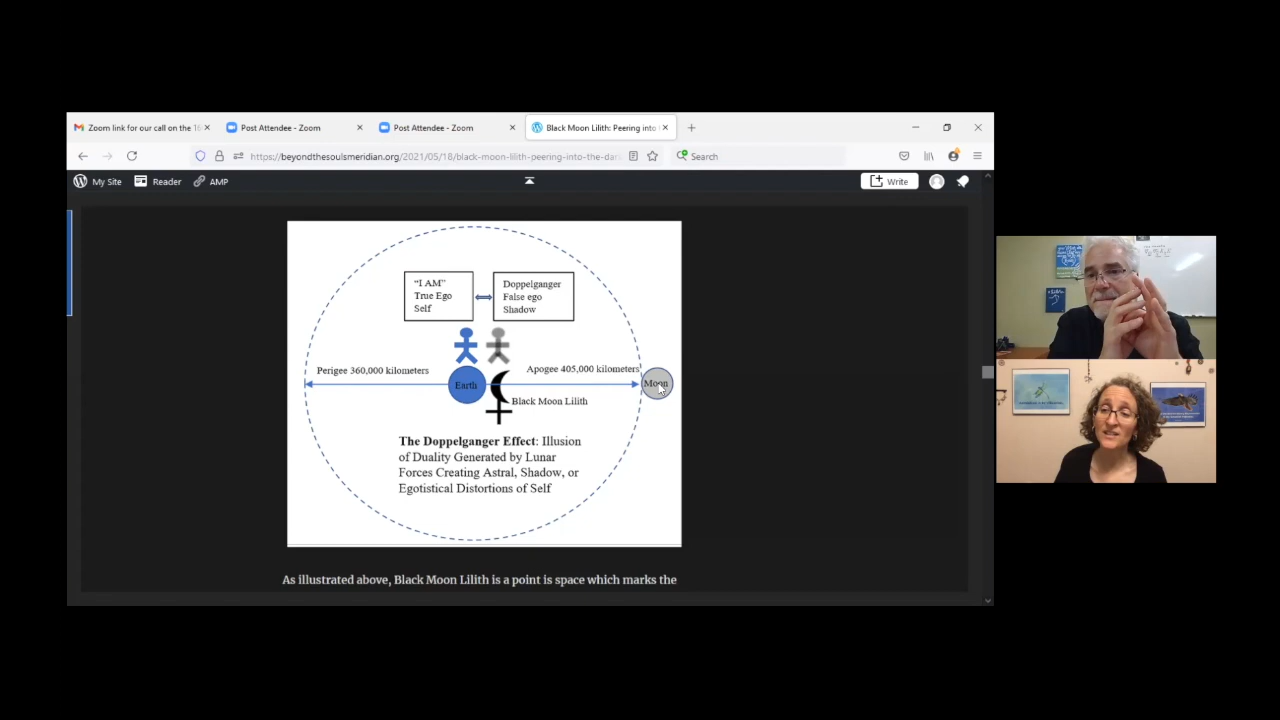 Zoom link for our call on the 16
Post Attendee - Zoom
Post Attendee - Zoom
Black Moon Lilith: Peering into
https://beyondthesoulsmeridian.org/2021/05/18/black-moon-lilith-peering-into-the-dar
Search
My Site
Reader
AMP
Write
“I AM”
True Ego
Self
Doppelganger
False ego
Shadow
Perigee 360,000 kilometers
Apogee 405,000 kilometers
Earth
Moon
Black Moon Lilith
The Doppelganger Effect: Illusion
of Duality Generated by Lunar
Forces Creating Astral, Shadow, or
Egotistical Distortions of Self
As illustrated above, Black Moon Lilith is a point is space which marks the